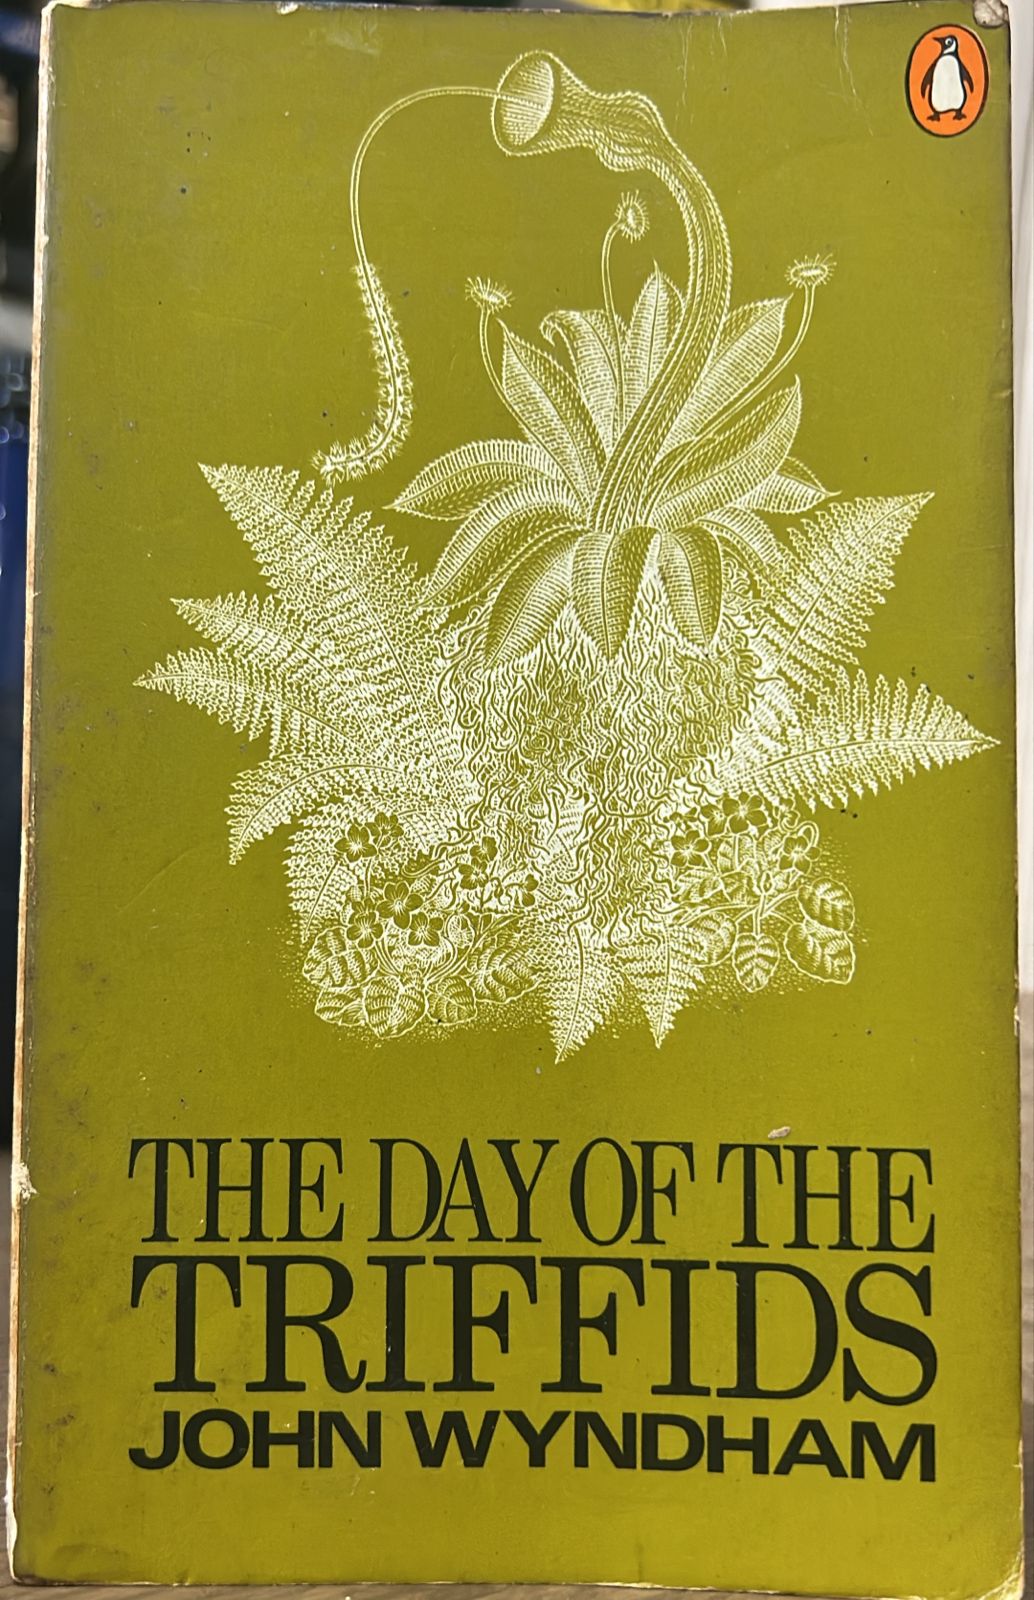 THE DAY OF THE
TRIFFIDS
JOHN WYNDHAM